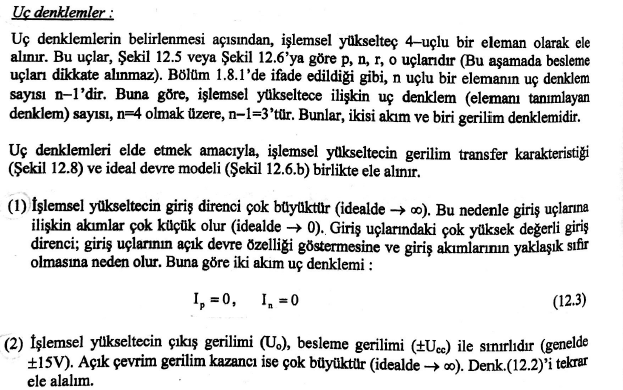 Uç denklemler :
Uç denklemlerin belirlenmesi açısından, işlemsel yükselteç 4–uçlu bir eleman olarak ele
alınır. Bu uçlar, Şekil 12.5 veya Şekil 12.6'ya göre p, n, r, o uçlarıdır (Bu aşamada besleme
uçları dikkate alınmaz). Bölüm 1.8.1'de ifade edildiği gibi, n uçlu bir elemanın uç denklem
sayısı n–1'dir. Buna göre, işlemsel yükseltece ilişkin uç denklem (elemanı tanımlayan
denklem) sayısı, n=4 olmak üzere, n–1=3'tür. Bunlar, ikisi akım ve biri gerilim denklemidir.
Uç denklemleri elde etmek amacıyla, işlemsel yükseltecin gerilim transfer karakteristiği
(Şekil 12.8) ve ideal devre modeli (Şekil 12.6.b) birlikte ele alınır.
(1) İşlemsel yükseltecin giriş direnci çok büyüktür (idealde → ∞). Bu nedenle giriş uçlarına
ilişkin akımlar çok küçük olur (idealde → 0). Giriş uçlarındaki çok yüksek değerli giriş
direnci; giriş uçlarının açık devre özelliği göstermesine ve giriş akımlarının yaklaşık sıfır
olmasına neden olur. Buna göre iki akım uç denklemi :
Iₚ = 0,   Iₙ = 0   (12.3)
(2) İşlemsel yükseltecin çıkış gerilimi (Uₒ), besleme gerilimi (±U_cc) ile sınırlıdır (genelde
±15V). Açık çevrim gerilim kazancı ise çok büyüktür (idealde → ∞). Denk.(12.2)'i tekrar
ele alalım.